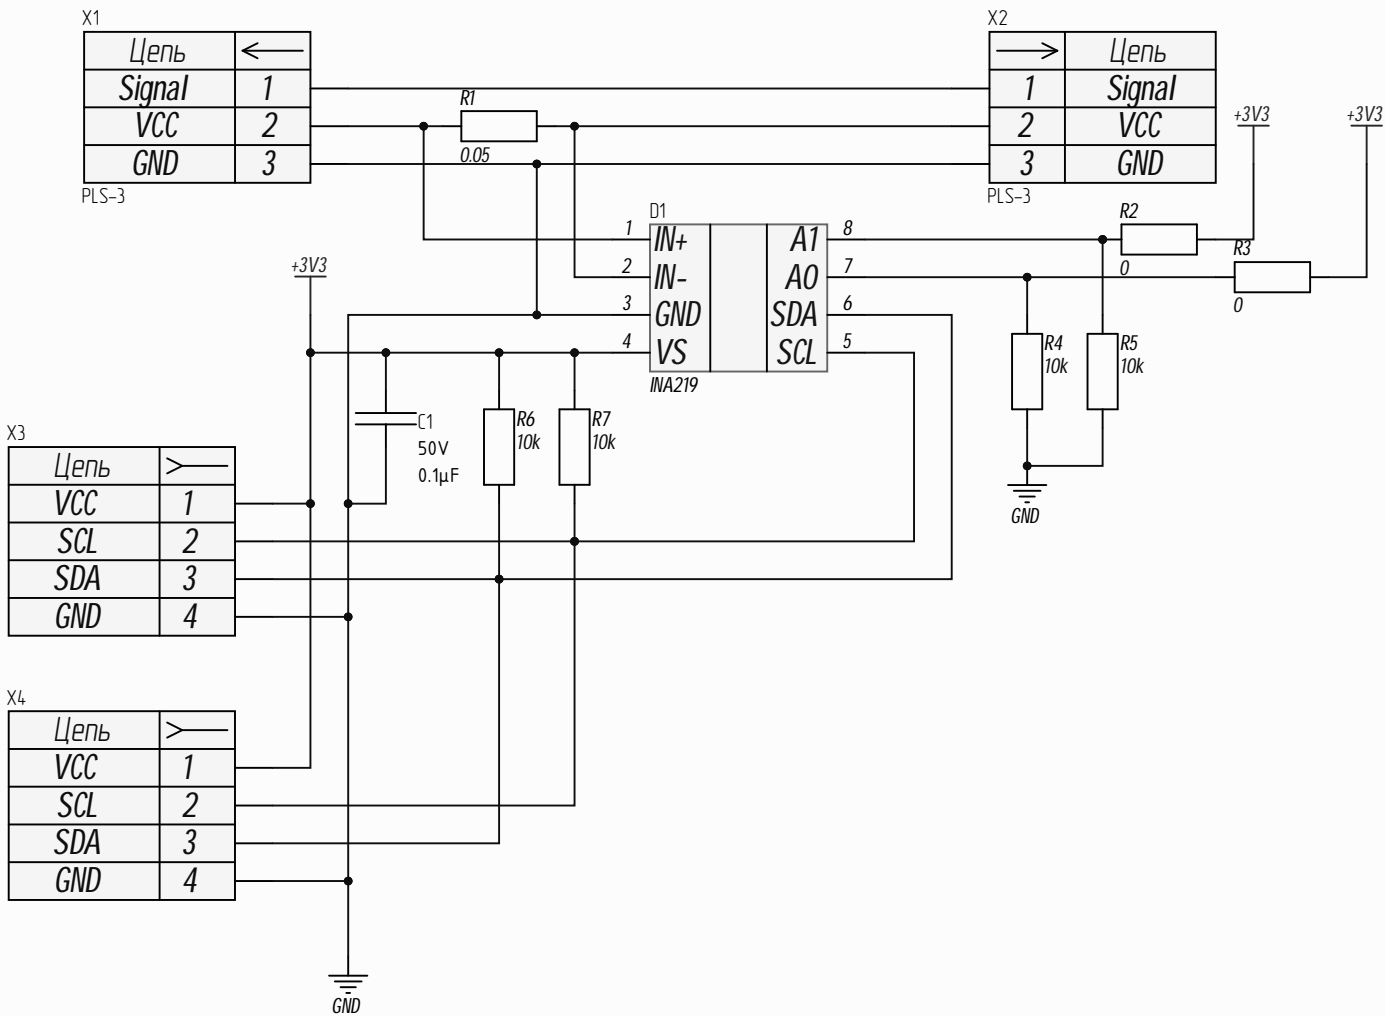 X1
Цепь
Signal 1
VCC 2
GND 3
PLS-3
R1
0.05
X2
Цепь
1 Signal
2 VCC
3 GND
PLS-3
+3V3
+3V3
R2
0
R3
0
D1
1 IN+ A1 8
2 IN- A0 7
3 GND SDA 6
4 VS SCL 5
INA219
+3V3
R4
10k
R5
10k
GND
C1
50V
0.1µF
R6
10k
R7
10k
X3
Цепь
VCC 1
SCL 2
SDA 3
GND 4
X4
Цепь
VCC 1
SCL 2
SDA 3
GND 4
GND